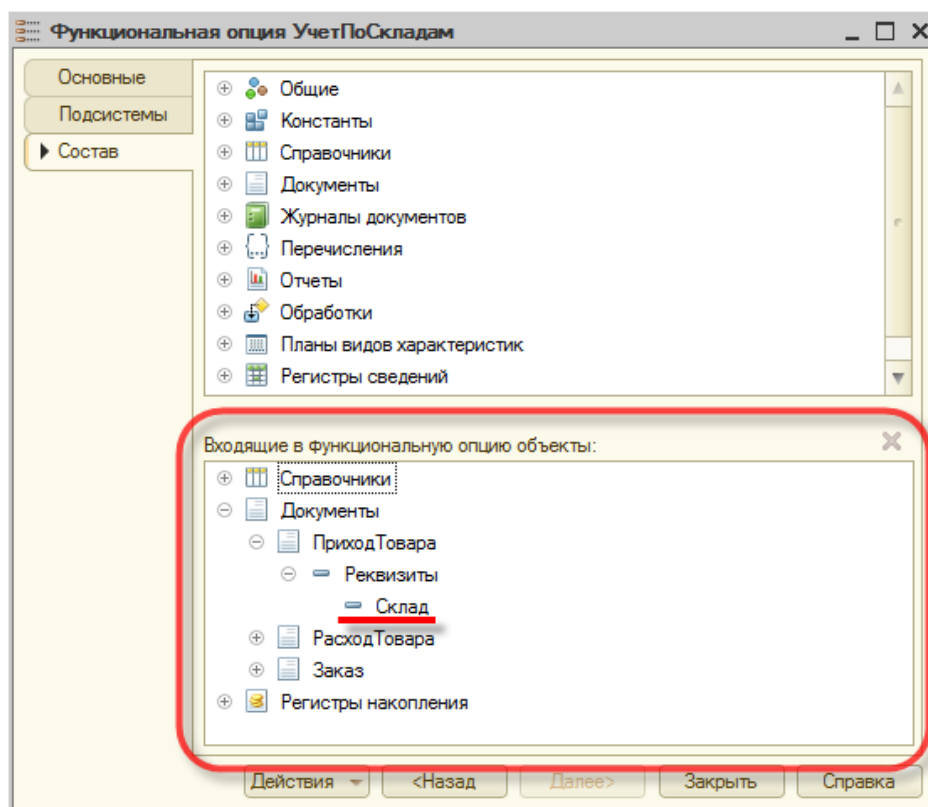 Функциональная опция УчетПоСкладам
Основные
Подсистемы
Состав
Общие
Константы
Справочники
Документы
Журналы документов
Перечисления
Отчеты
Обработки
Планы видов характеристик
Регистры сведений
Входящие в функциональную опцию объекты:
Справочники
Документы
ПриходТовара
Реквизиты
Склад
РасходТовара
Заказ
Регистры накопления
Действия <Назад Далее> Закрыть Справка